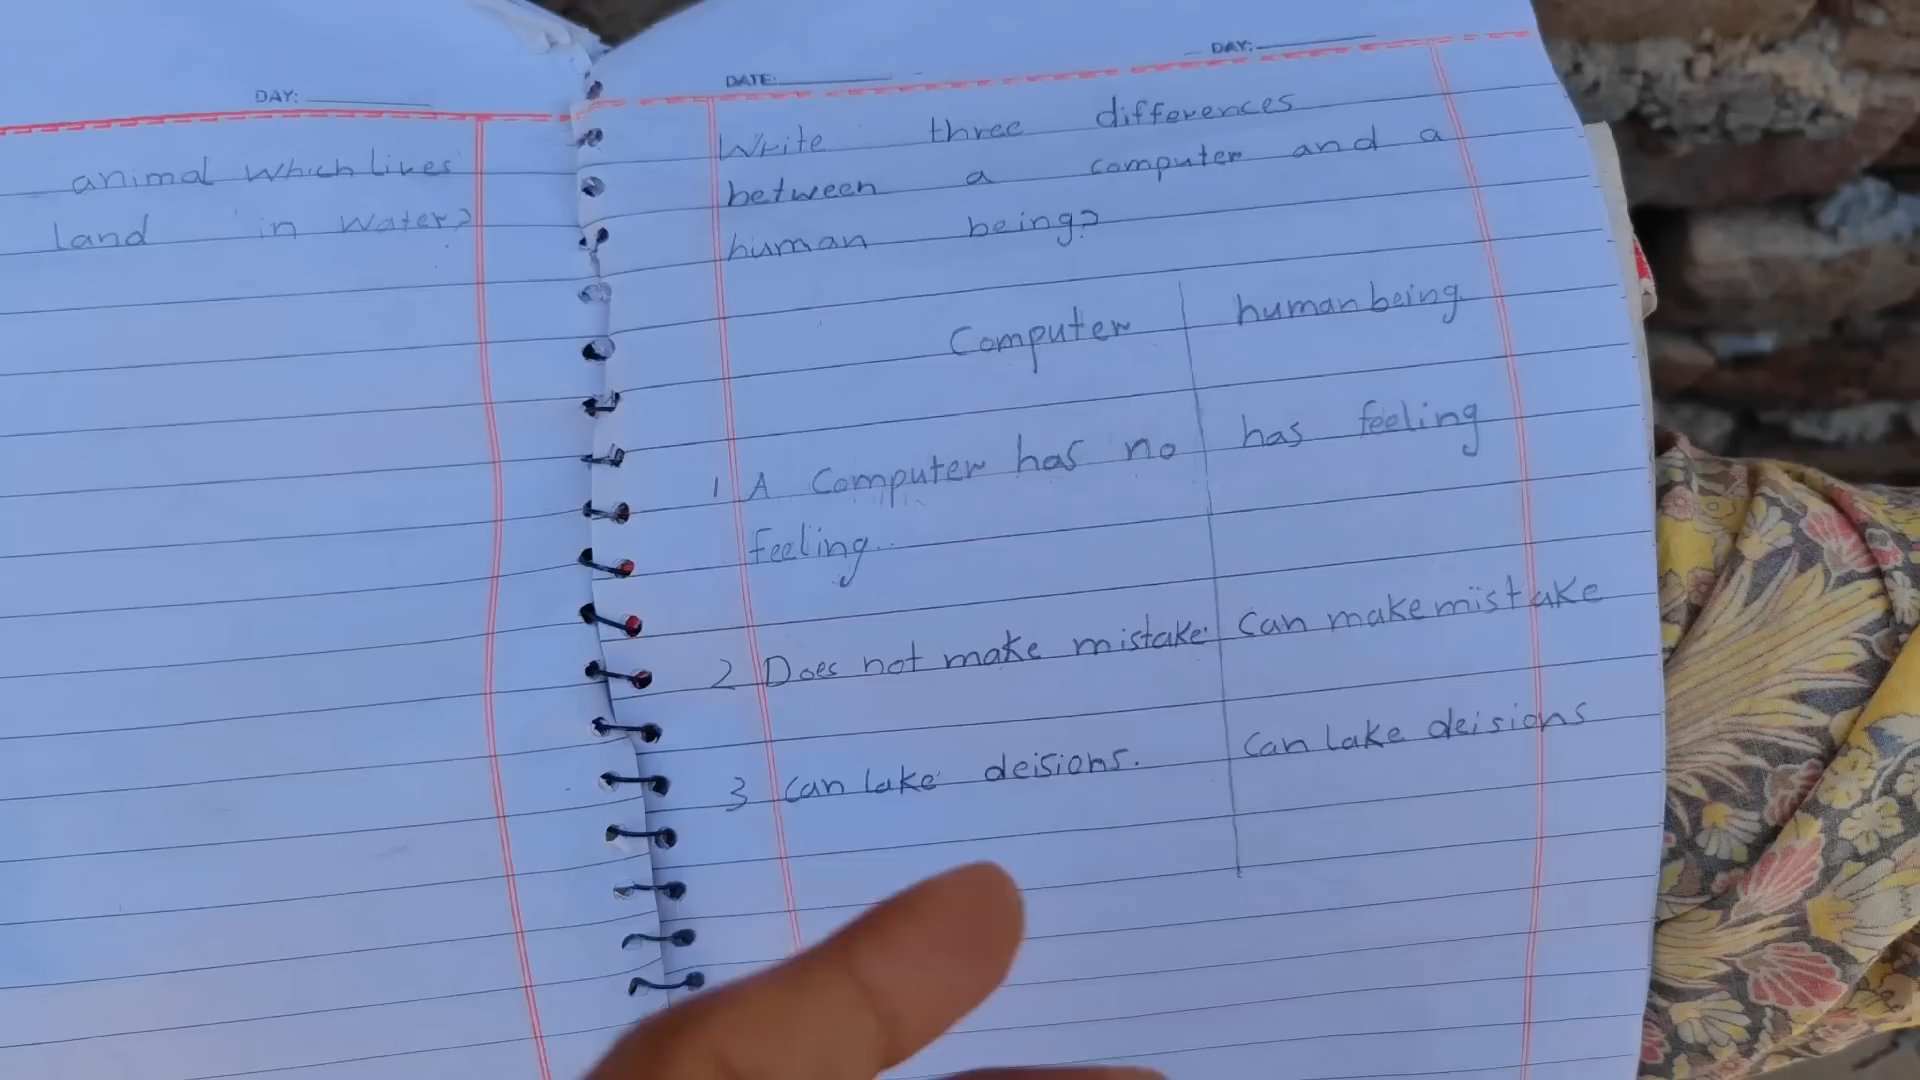 DAY:
animal which lives
land in water?
DATE:
DAY:
Write three differences
between a computer and a
human being?
Computer human being
1 A Computer has no has feeling
feeling.
2 Does not make mistake can make mistake
3 can lake deisions. can lake deisions